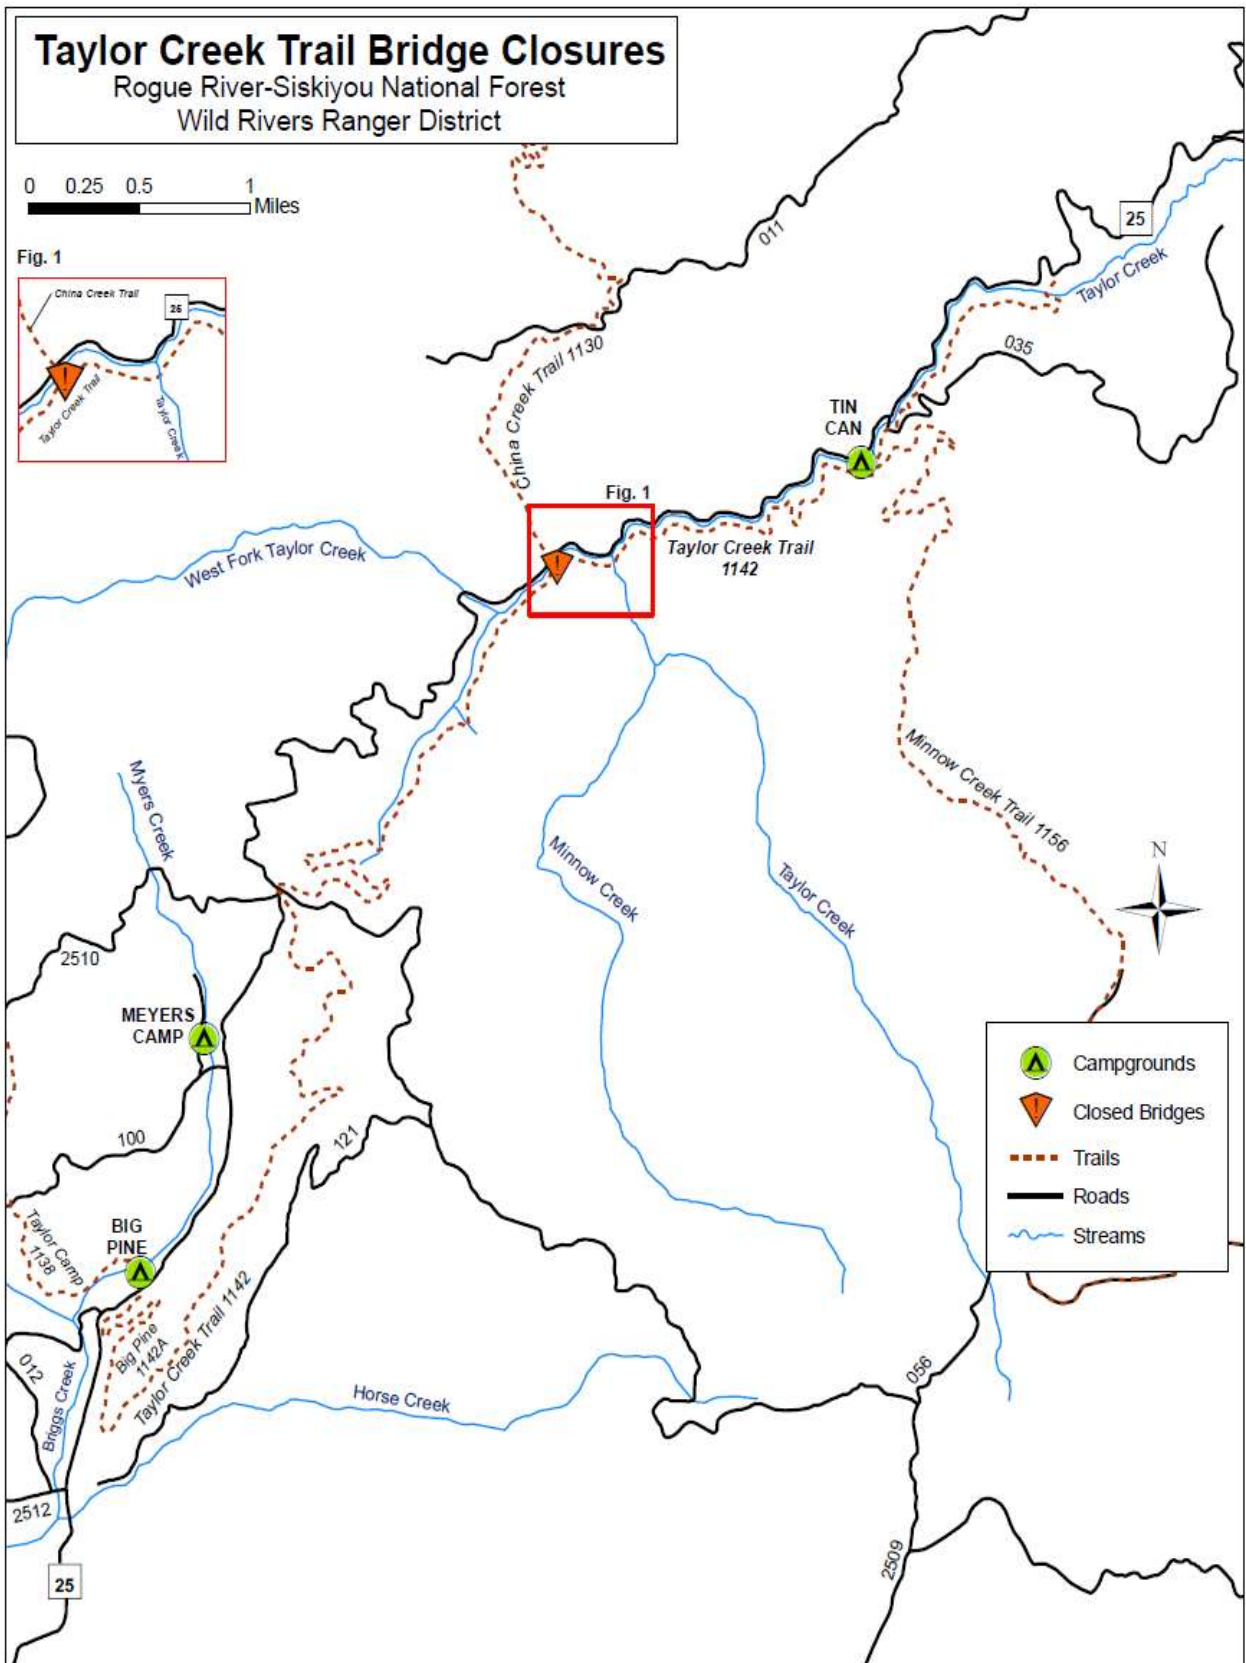 Taylor Creek Trail Bridge Closures
Rogue River-Siskiyou National Forest
Wild Rivers Ranger District
0 0.25 0.5 1
Miles
Fig. 1
China Creek Trail
25
Taylor Creek Trail
Taylor Creek
011
25
Taylor Creek
035
China Creek Trail 1130
TIN
CAN
Fig. 1
Taylor Creek Trail
1142
West Fork Taylor Creek
Minnow Creek Trail 1156
Myers Creek
Minnow Creek
Taylor Creek
N
2510
MEYERS
CAMP
100
121
BIG
PINE
Taylor Camp
1138
Big Pine
1142A
Taylor Creek Trail 1142
012
Briggs Creek
Horse Creek
056
2512
25
2509
Campgrounds
Closed Bridges
Trails
Roads
Streams